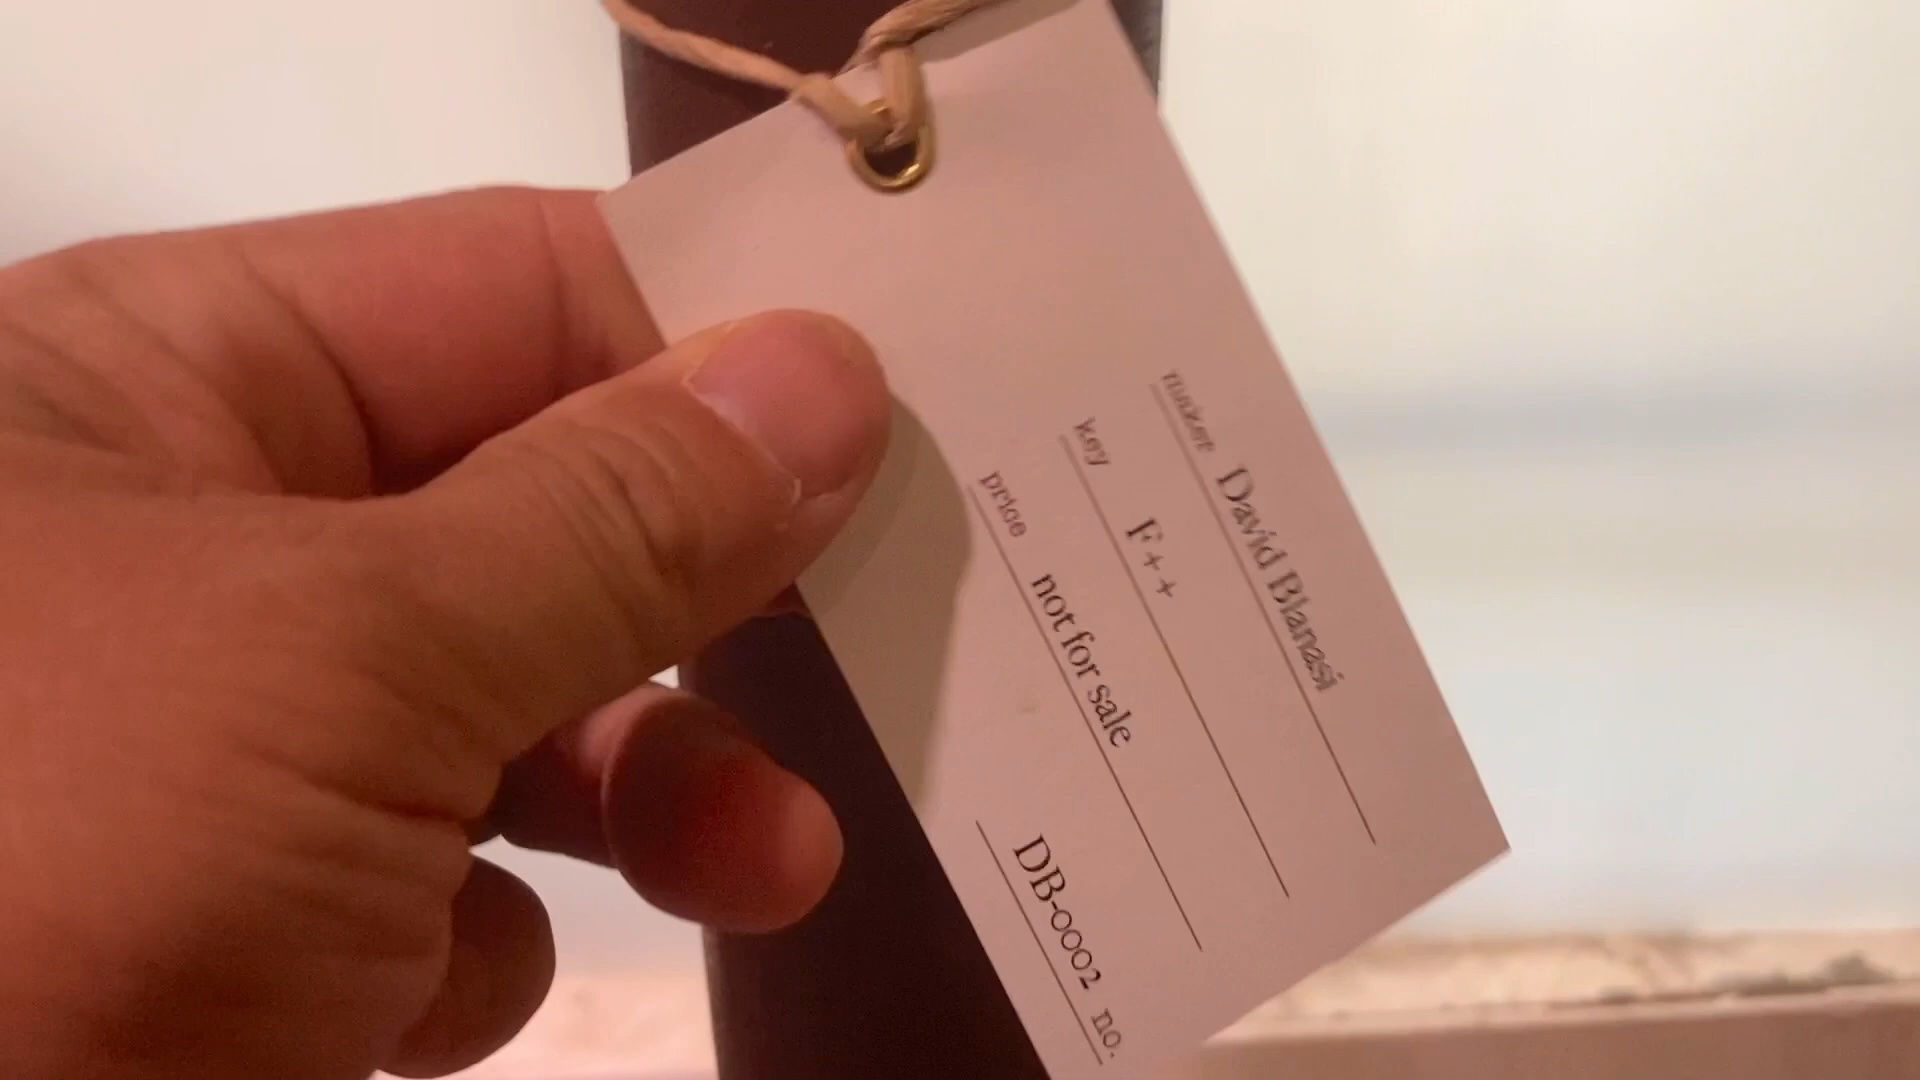 maker David Blanasi
key F++
price not for sale
DB-0002 no.